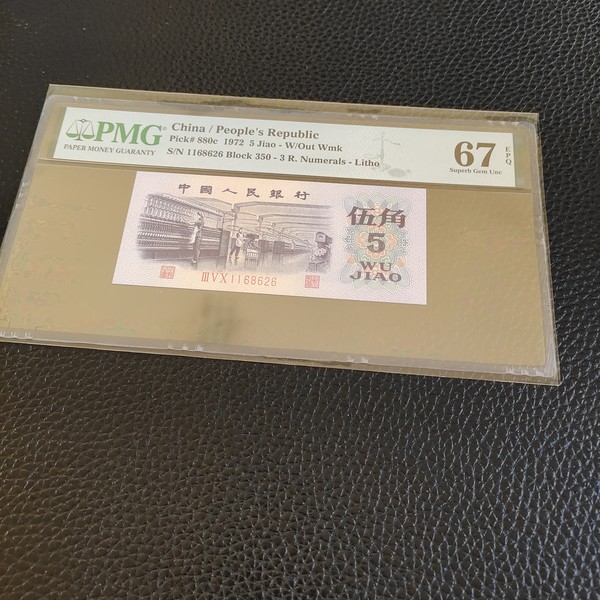 PMG
PAPER MONEY GUARANTY
China / People's Republic
Pick# 880c 1972 5 Jiao - W/Out Wmk
S/N 1168626 Block 350 - 3 R. Numerals - Litho
67 EPQ
Superb Gem Unc
中國人民銀行
伍角
5
WU
JIAO
ⅢⅤⅩ1168626